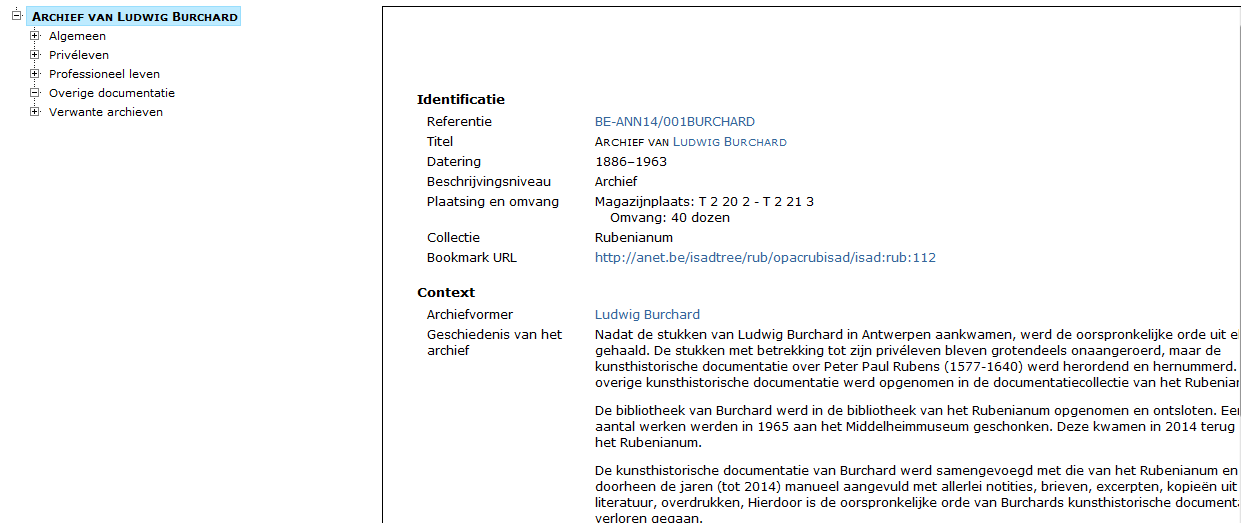 ARCHIEF VAN LUDWIG BURCHARD
Algemeen
Privéleven
Professioneel leven
Overige documentatie
Verwante archieven
Identificatie
Referentie BE-ANN14/001BURCHARD
Titel ARCHIEF VAN LUDWIG BURCHARD
Datering 1886–1963
Beschrijvingsniveau Archief
Plaatsing en omvang Magazijnplaats: T 2 20 2 - T 2 21 3
Omvang: 40 dozen
Collectie Rubenianum
Bookmark URL http://anet.be/isadtree/rub/opacrubisad/isad:rub:112
Context
Archiefvormer Ludwig Burchard
Geschiedenis van het archief
Nadat de stukken van Ludwig Burchard in Antwerpen aankwamen, werd de oorspronkelijke orde uit
gehaald. De stukken met betrekking tot zijn privéleven bleven grotendeels onaangeroerd, maar de
kunsthistorische documentatie over Peter Paul Rubens (1577-1640) werd herordend en hernummerd.
overige kunsthistorische documentatie werd opgenomen in de documentatiecollectie van het
De bibliotheek van Burchard werd in de bibliotheek van het Rubenianum opgenomen en ontsloten.
aantal werken werden in 1965 aan het Middelheimmuseum geschonken. Deze kwamen in 2014 terug
het Rubenianum.
De kunsthistorische documentatie van Burchard werd samengevoegd met die van het Rubenianum en
doorheen de jaren (tot 2014) manueel aangevuld met allerlei notities, brieven, excerpten, kopieën uit
literatuur, overdrukken, Hierdoor is de oorspronkelijke orde van Burchards kunsthistorische
verloren gegaan.